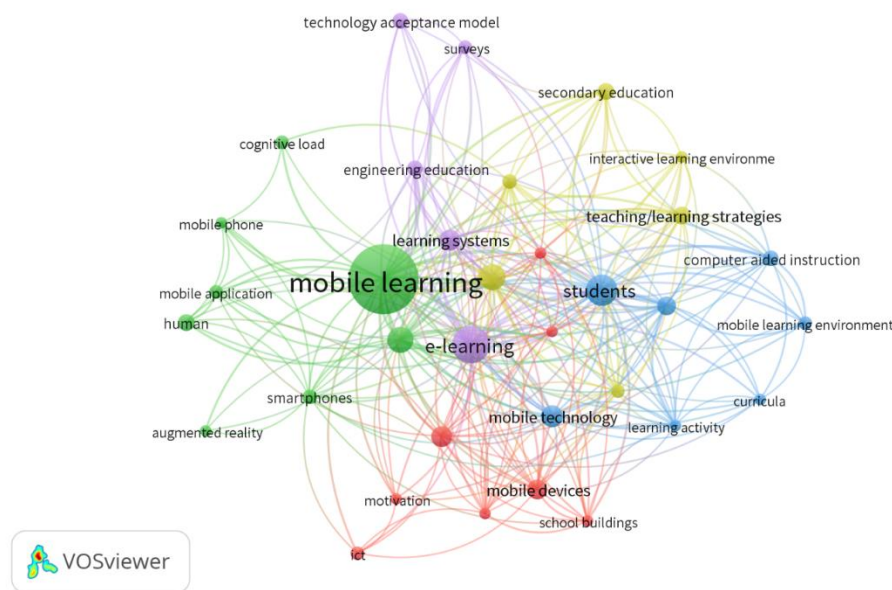 technology acceptance model
surveys
secondary education
cognitive load
interactive learning environme
engineering education
mobile phone
teaching/learning strategies
learning systems
computer aided instruction
mobile learning
students
mobile application
human
mobile learning environment
e-learning
smartphones
curricula
mobile technology
learning activity
augmented reality
mobile devices
motivation
school buildings
ict
VOSviewer